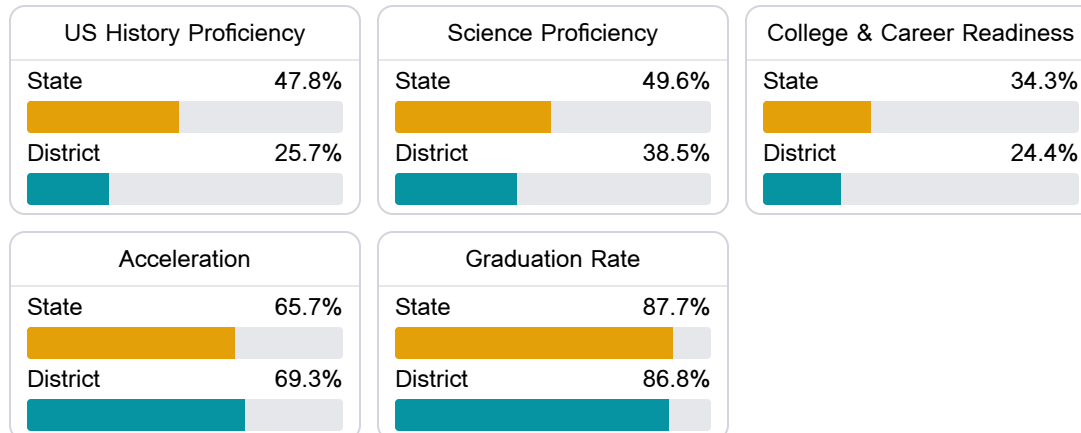 US History Proficiency
State 47.8%
District 25.7%
Science Proficiency
State 49.6%
District 38.5%
College & Career Readiness
State 34.3%
District 24.4%
Acceleration
State 65.7%
District 69.3%
Graduation Rate
State 87.7%
District 86.8%